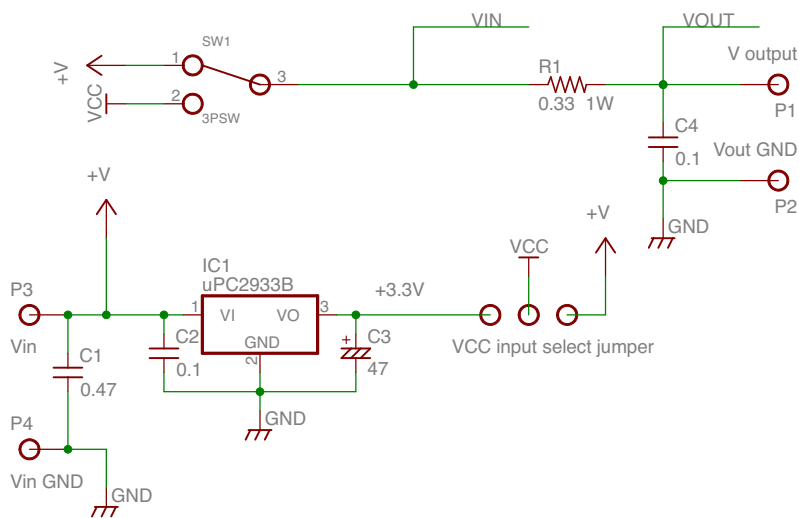 VIN
VOUT
SW1
1
+V
3
R1
V output
2
VCC
3PSW
0.33 1W
P1
C4
0.1
Vout GND
P2
+V
GND
+V
VCC
IC1
uPC2933B
P3
+3.3V
1
3
VI
VO
Vin
C1
C2
GND
C3
VCC input select jumper
0.47
0.1
2
+
47
P4
GND
Vin GND
GND